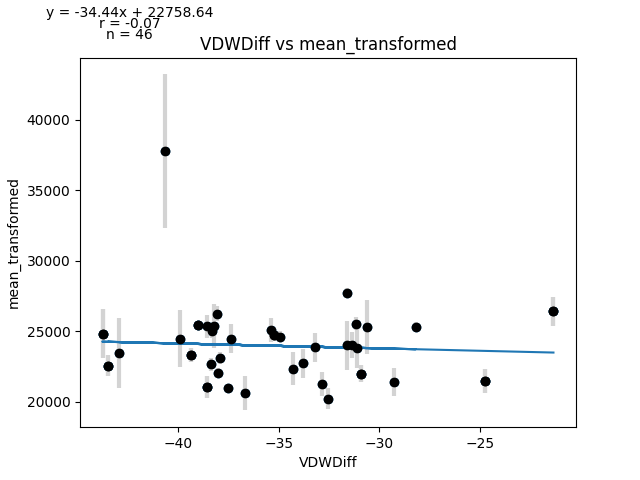 y = -34.44x + 22758.64
r = -0.07
n = 46
VDWDiff vs mean_transformed
mean_transformed
40000
35000
30000
25000
20000
−40
−35
−30
−25
VDWDiff